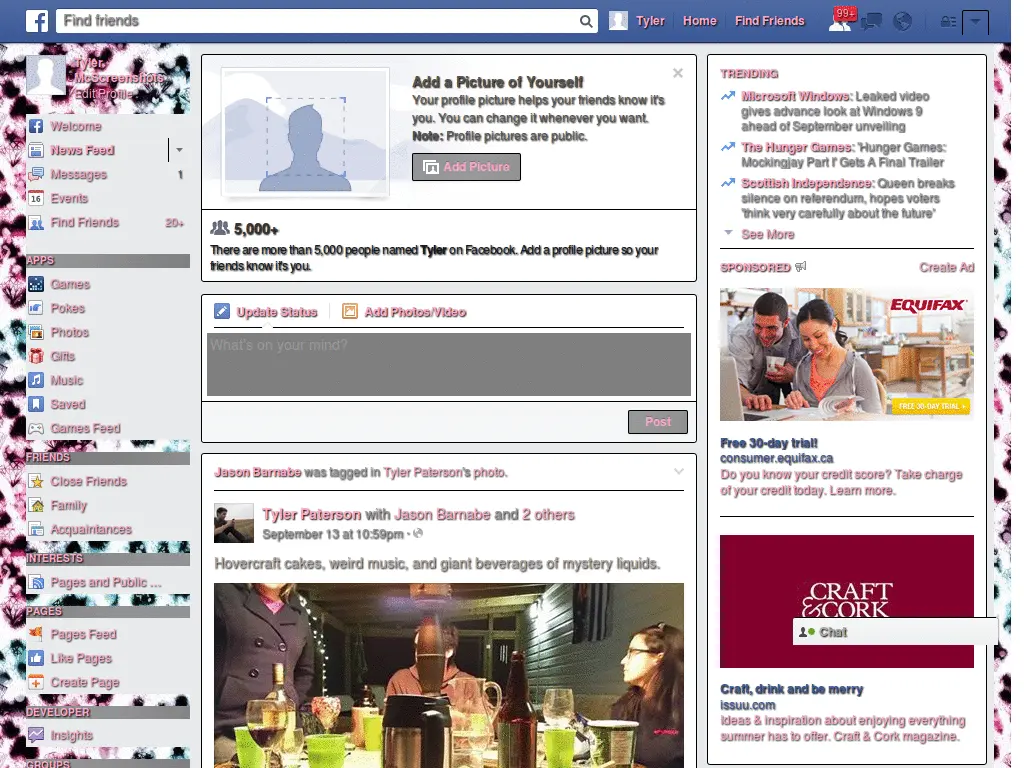 Find friends
Tyler
Home
Find Friends
99+
Tyler
McScreenshots
Edit Profile
Welcome
News Feed
Messages
1
Events
16
Find Friends
20+
APPS
Games
Pokes
Photos
Gifts
Music
Saved
Games Feed
FRIENDS
Close Friends
Family
Acquaintances
INTERESTS
Pages and Public ...
PAGES
Pages Feed
Like Pages
Create Page
DEVELOPER
Insights
GROUPS
Add a Picture of Yourself
Your profile picture helps your friends know it's
you. You can change it whenever you want.
Note: Profile pictures are public.
Add Picture
5,000+
There are more than 5,000 people named Tyler on Facebook. Add a profile picture so your
friends know it's you.
Update Status
Add Photos/Video
What's on your mind?
Post
Jason Barnabe was tagged in Tyler Paterson's photo.
Tyler Paterson with Jason Barnabe and 2 others
September 13 at 10:59pm ·
Hovercraft cakes, weird music, and giant beverages of mystery liquids.
TRENDING
Microsoft Windows: Leaked video
gives advance look at Windows 9
ahead of September unveiling
The Hunger Games: 'Hunger Games:
Mockingjay Part I' Gets A Final Trailer
Scottish Independence: Queen breaks
silence on referendum, hopes voters
'think very carefully about the future'
See More
SPONSORED
Create Ad
EQUIFAX
FREE 30-DAY TRIAL
Free 30-day trial!
consumer.equifax.ca
Do you know your credit score? Take charge
of your credit today. Learn more.
CRAFT
&CORK
Chat
Craft, drink and be merry
issuu.com
Ideas & inspiration about enjoying everything
summer has to offer. Craft & Cork magazine.